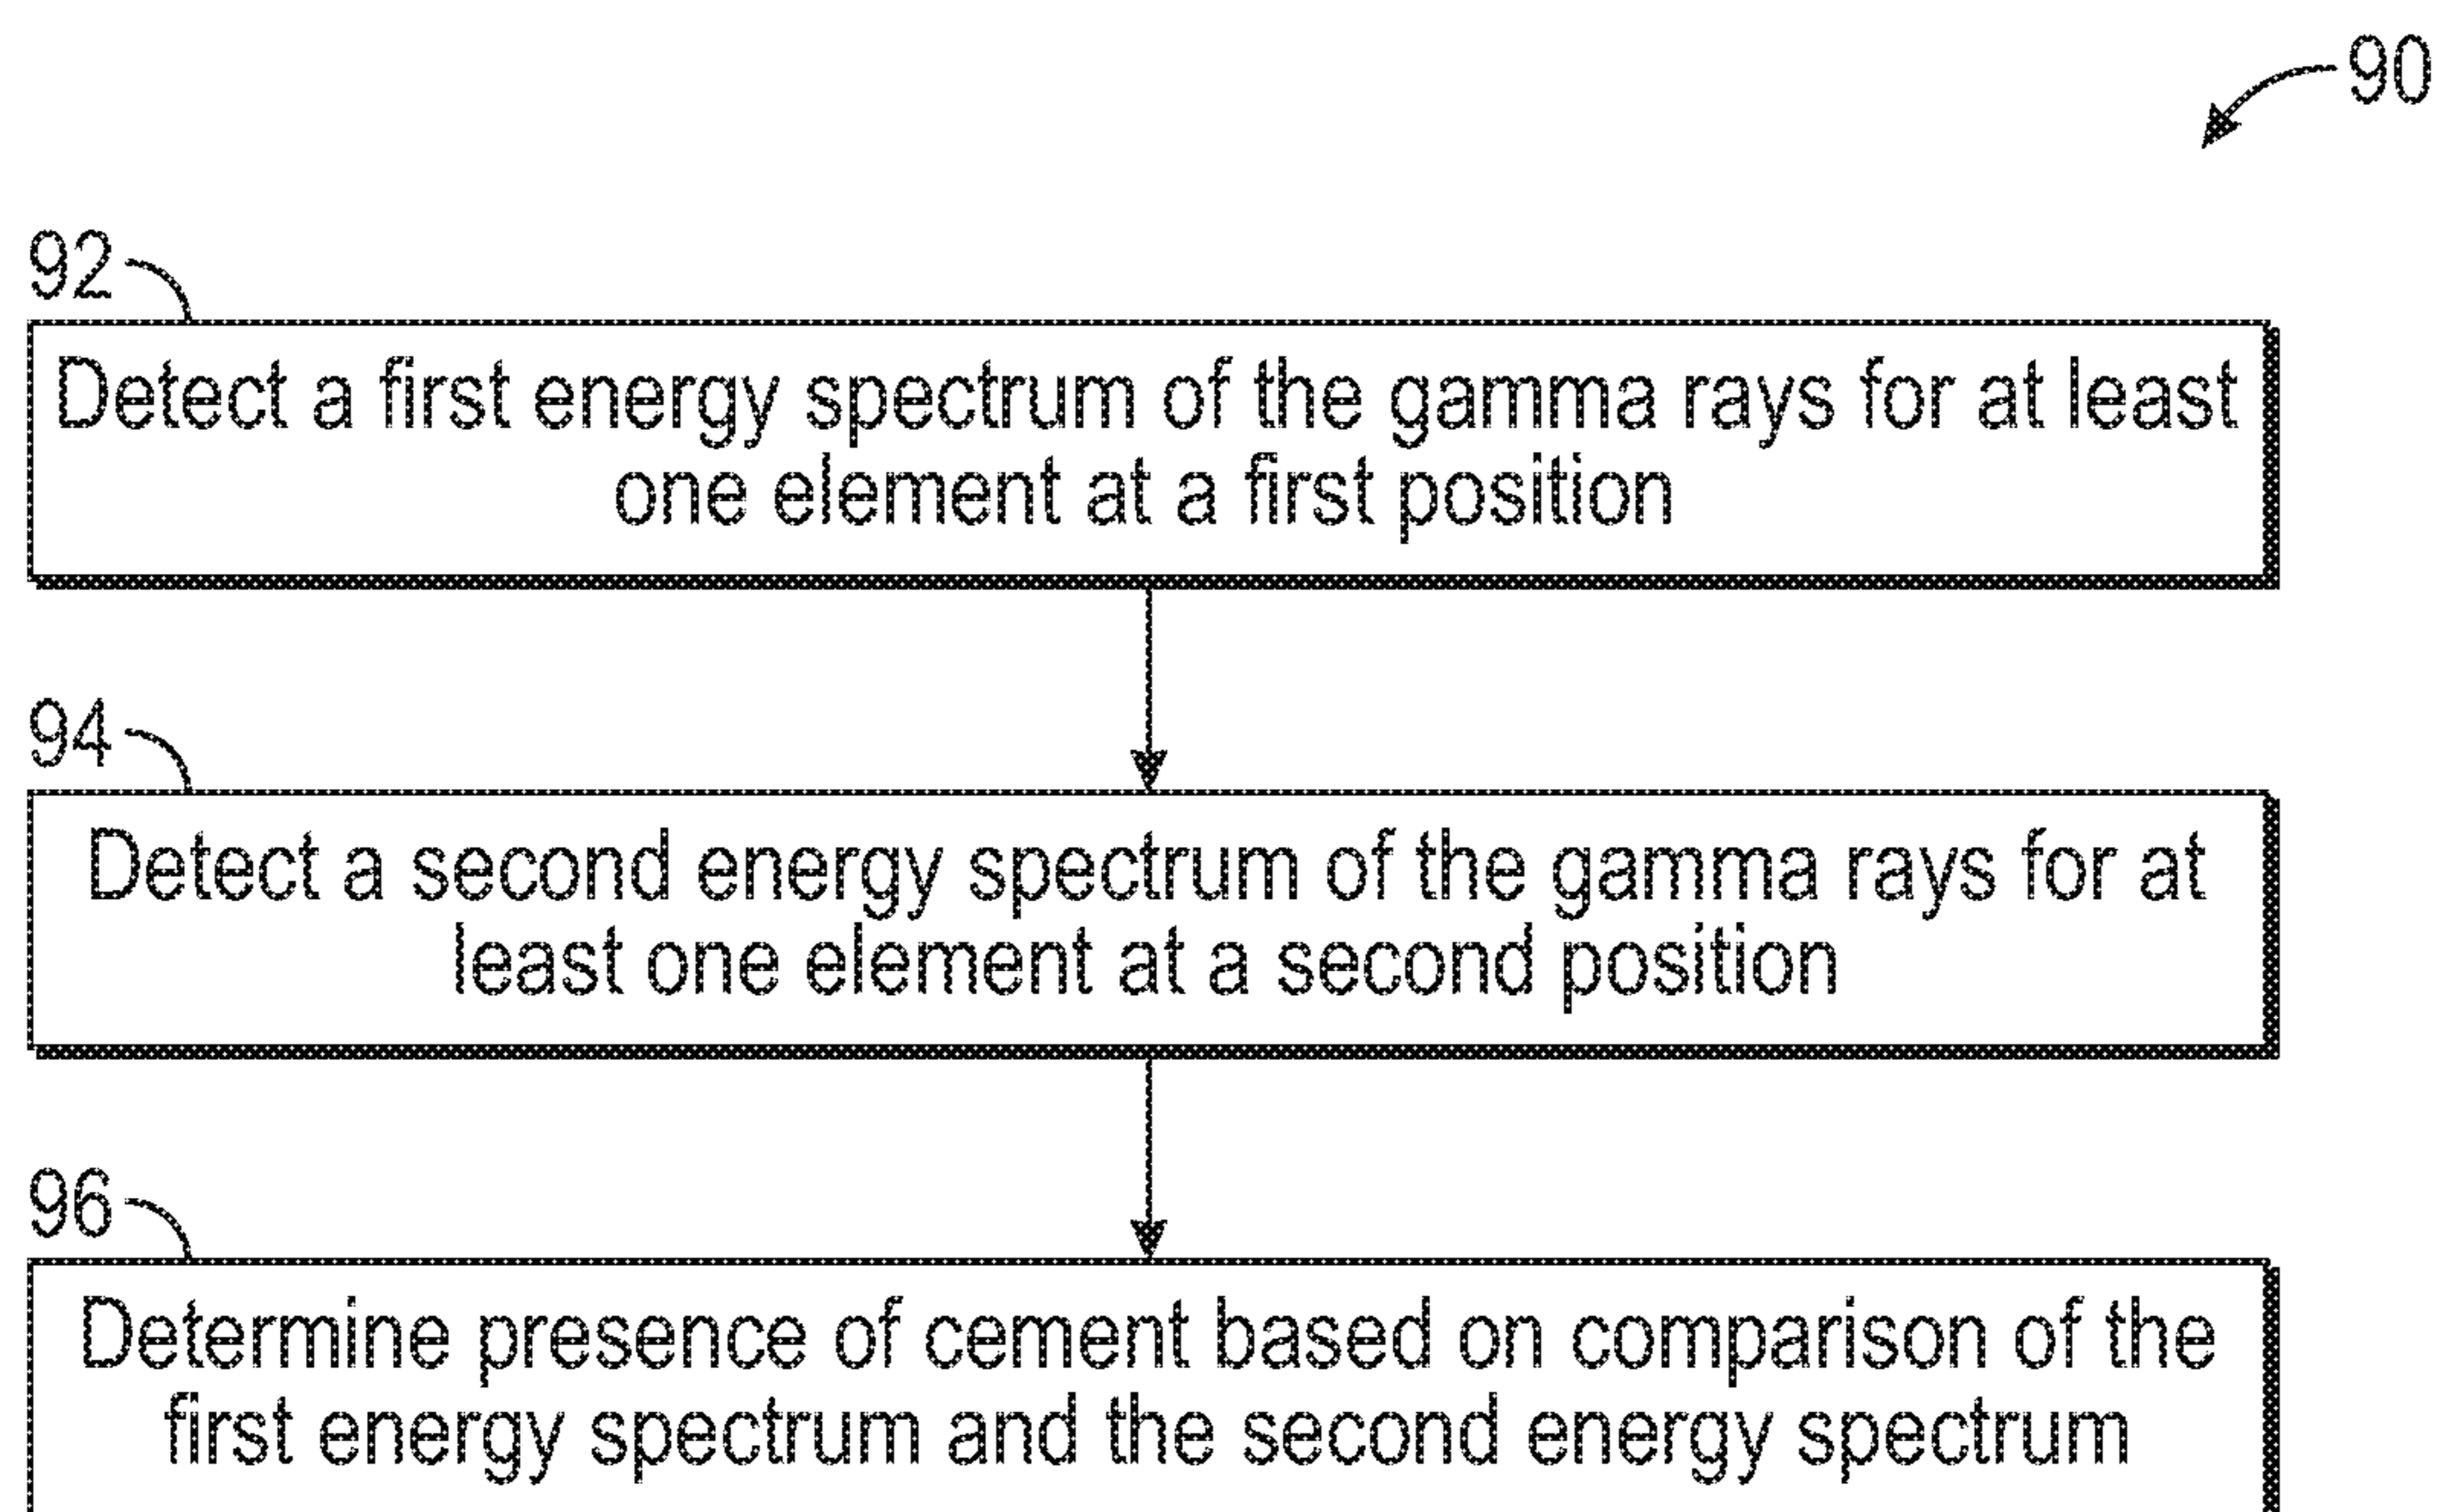 90
92
Detect a first energy spectrum of the gamma rays for at least
one element at a first position
94
Detect a second energy spectrum of the gamma rays for at
least one element at a second position
96
Determine presence of cement based on comparison of the
first energy spectrum and the second energy spectrum